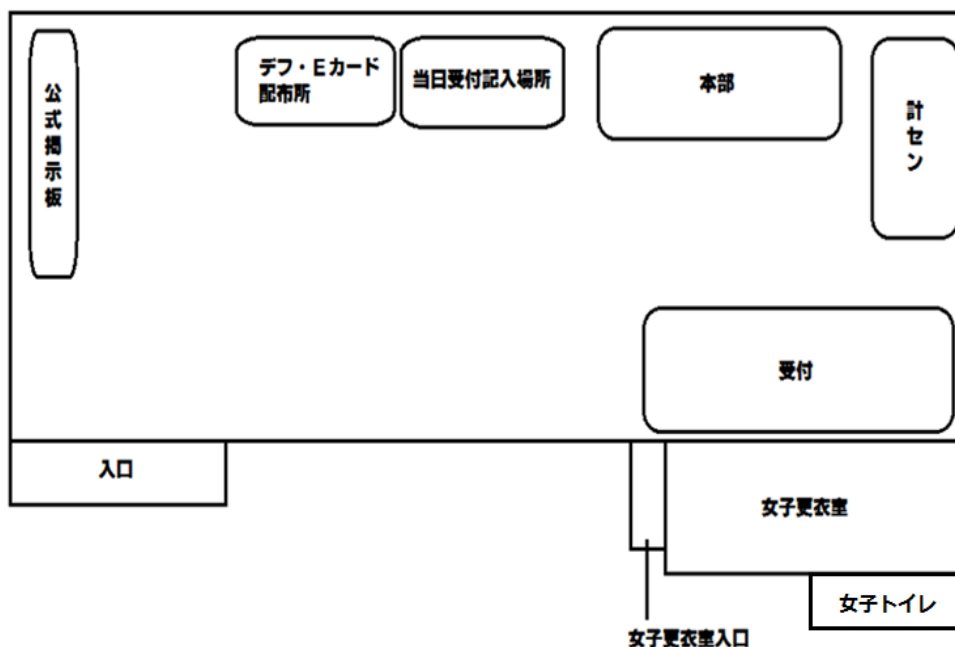 公式掲示板
デフ・Eカード
配布所
当日受付記入場所
本部
計セン
受付
入口
女子更衣室
女子トイレ
女子更衣室入口